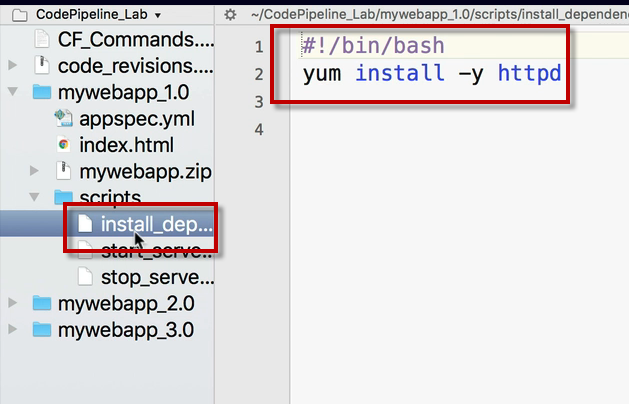 CodePipeline_Lab
~/CodePipeline_Lab/mywebapp_1.0/scripts/install_dependenc
CF_Commands....
code_revisions....
mywebapp_1.0
appspec.yml
index.html
mywebapp.zip
scripts
install_dep...
start_serve...
stop_serve...
mywebapp_2.0
mywebapp_3.0
1 #!/bin/bash
2 yum install -y httpd
3
4